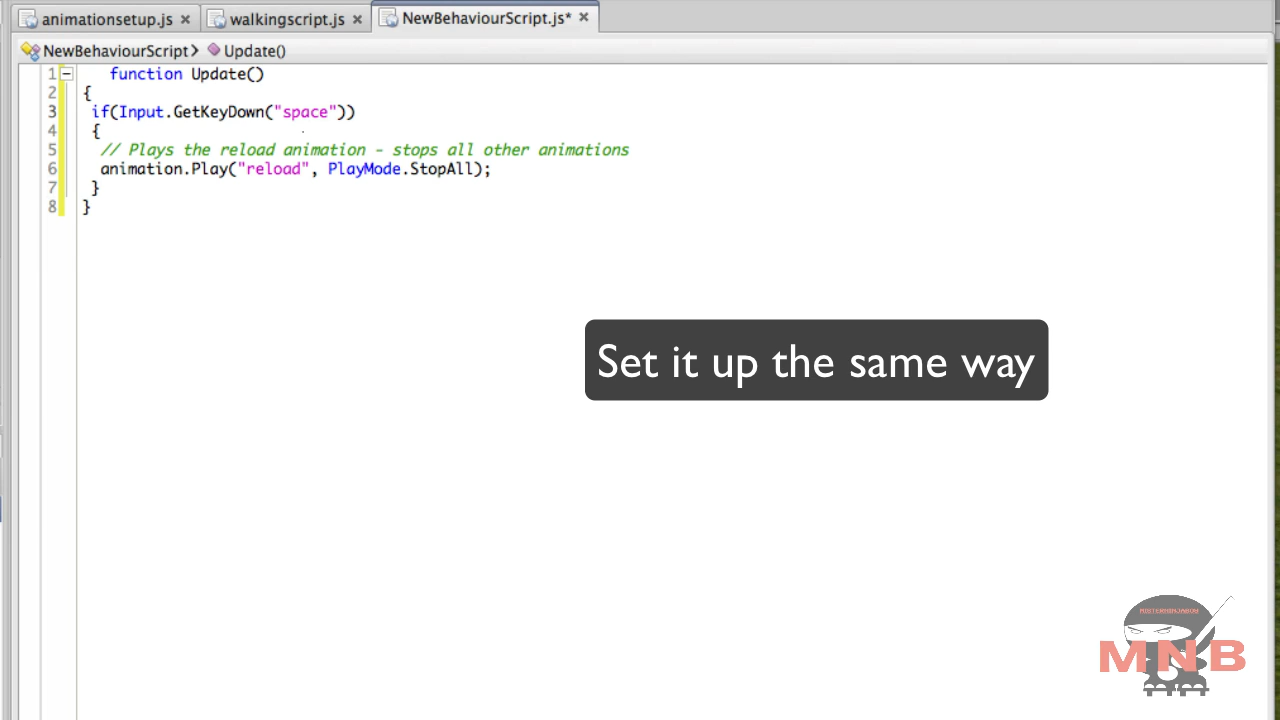 animationsetup.js ×
walkingscript.js ×
NewBehaviourScript.js* ×
NewBehaviourScript › Update()
1 function Update()
2 {
3 if(Input.GetKeyDown("space"))
4 {
5 // Plays the reload animation - stops all other animations
6 animation.Play("reload", PlayMode.StopAll);
7 }
8 }
Set it up the same way
MISTERNINJABOY
MNB